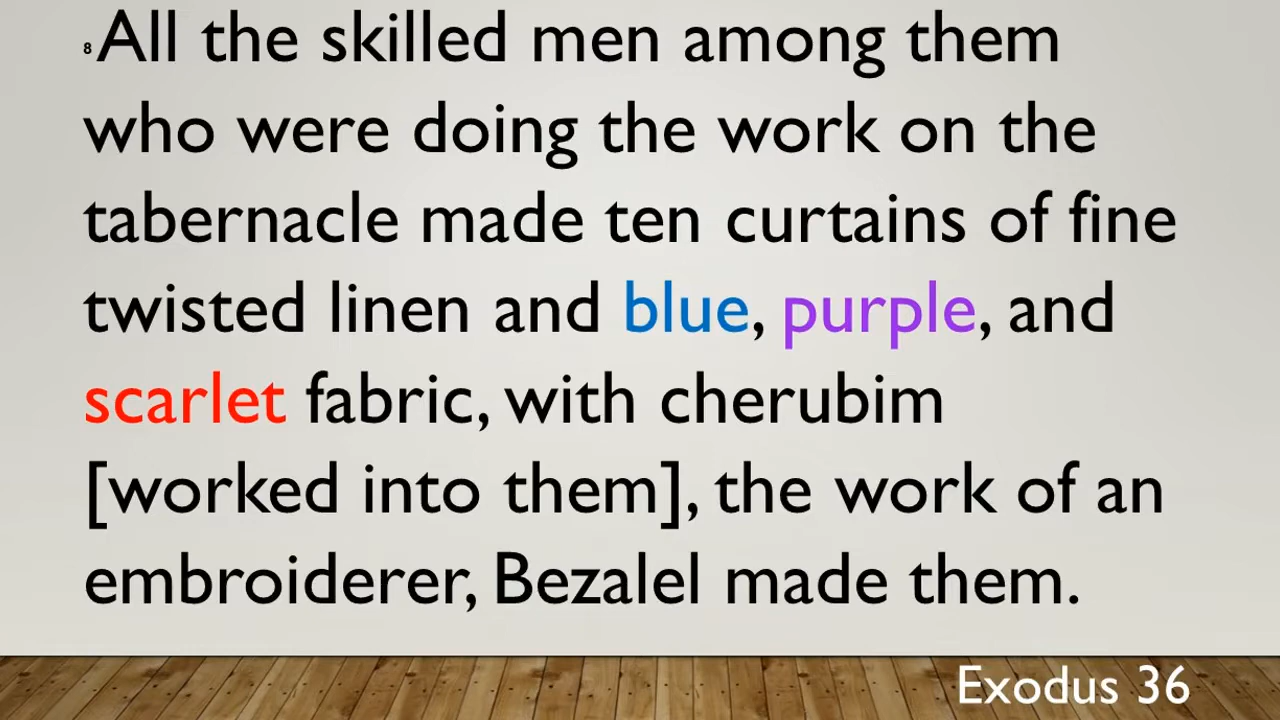 8 All the skilled men among them
who were doing the work on the
tabernacle made ten curtains of fine
twisted linen and blue, purple, and
scarlet fabric, with cherubim
[worked into them], the work of an
embroiderer, Bezalel made them.
Exodus 36